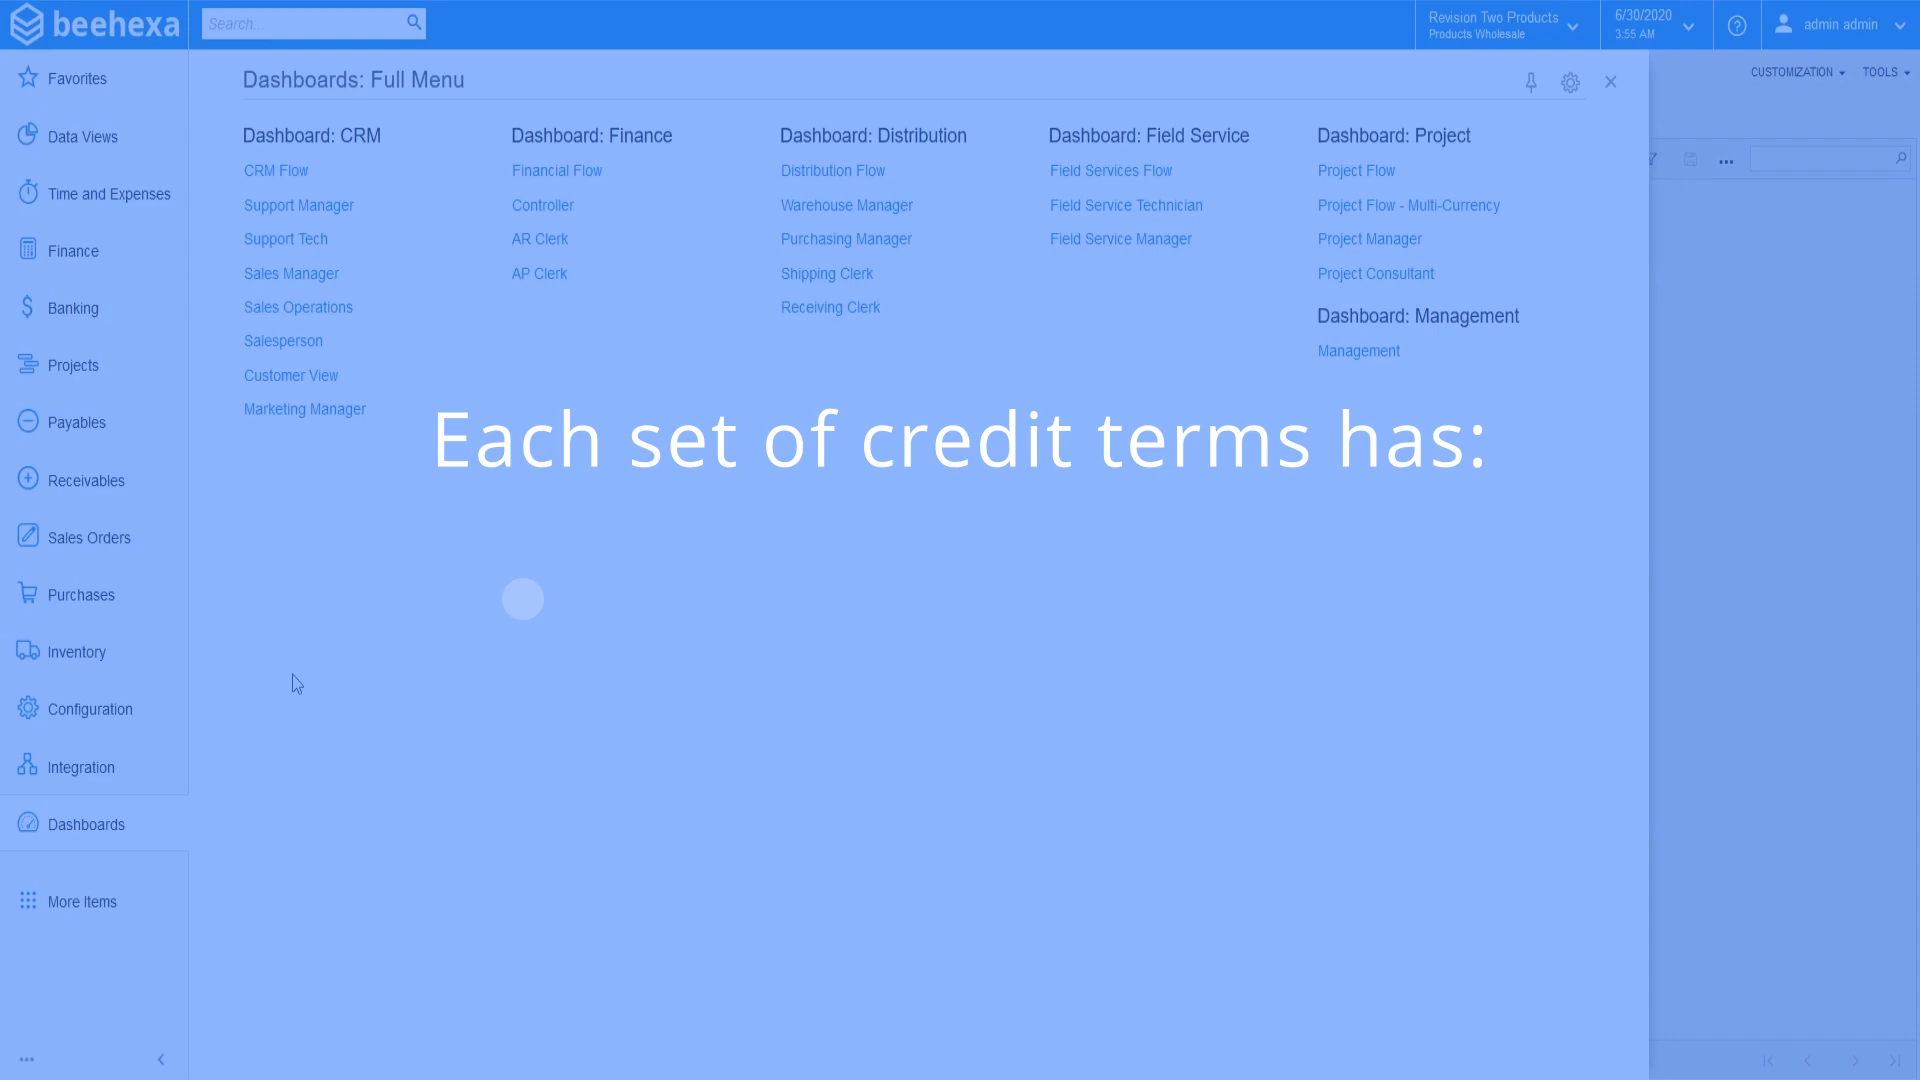 beehexa
Search...
Revision Two Products
Products Wholesale
6/30/2020
3:55 AM
admin admin
CUSTOMIZATION
TOOLS
Favorites
Data Views
Time and Expenses
Finance
Banking
Projects
Payables
Receivables
Sales Orders
Purchases
Inventory
Configuration
Integration
Dashboards
More Items
Dashboards: Full Menu
Dashboard: CRM
CRM Flow
Support Manager
Support Tech
Sales Manager
Sales Operations
Salesperson
Customer View
Marketing Manager
Dashboard: Finance
Financial Flow
Controller
AR Clerk
AP Clerk
Dashboard: Distribution
Distribution Flow
Warehouse Manager
Purchasing Manager
Shipping Clerk
Receiving Clerk
Dashboard: Field Service
Field Services Flow
Field Service Technician
Field Service Manager
Dashboard: Project
Project Flow
Project Flow - Multi-Currency
Project Manager
Project Consultant
Dashboard: Management
Management
Each set of credit terms has: